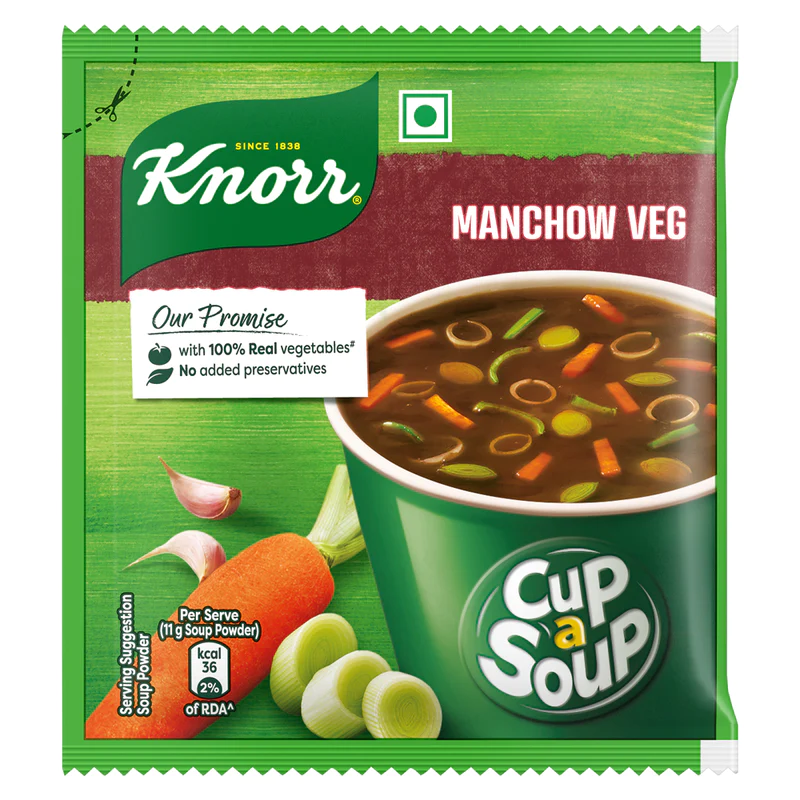 SINCE 1838
Knorr®
MANCHOW VEG
Our Promise
with 100% Real vegetables#
No added preservatives
Cup
a
Soup
Serving Suggestion
Soup Powder
Per Serve
(11 g Soup Powder)
kcal
36
2%
of RDA^